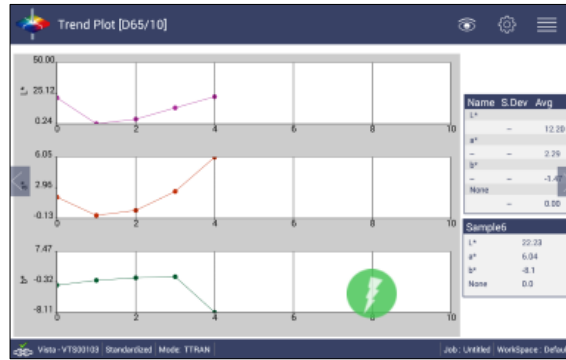 Trend Plot [D65/10]
50.00
L*
25.12
0.24
0 2 4 6 8 10
6.05
a*
2.96
-0.13
0 2 4 6 8 10
7.47
b*
-0.32
-8.11
0 2 4 6 8 10
Name S.Dev Avg
L*
– 12.20
a*
– – 2.29
b*
– – -1.47
None
– 0.00
Sample6
L* 22.23
a* 6.04
b* -8.1
None 0.0
Vista - VTS00103 Standardized Mode: TTRAN Job : Untitled WorkSpace : Defau